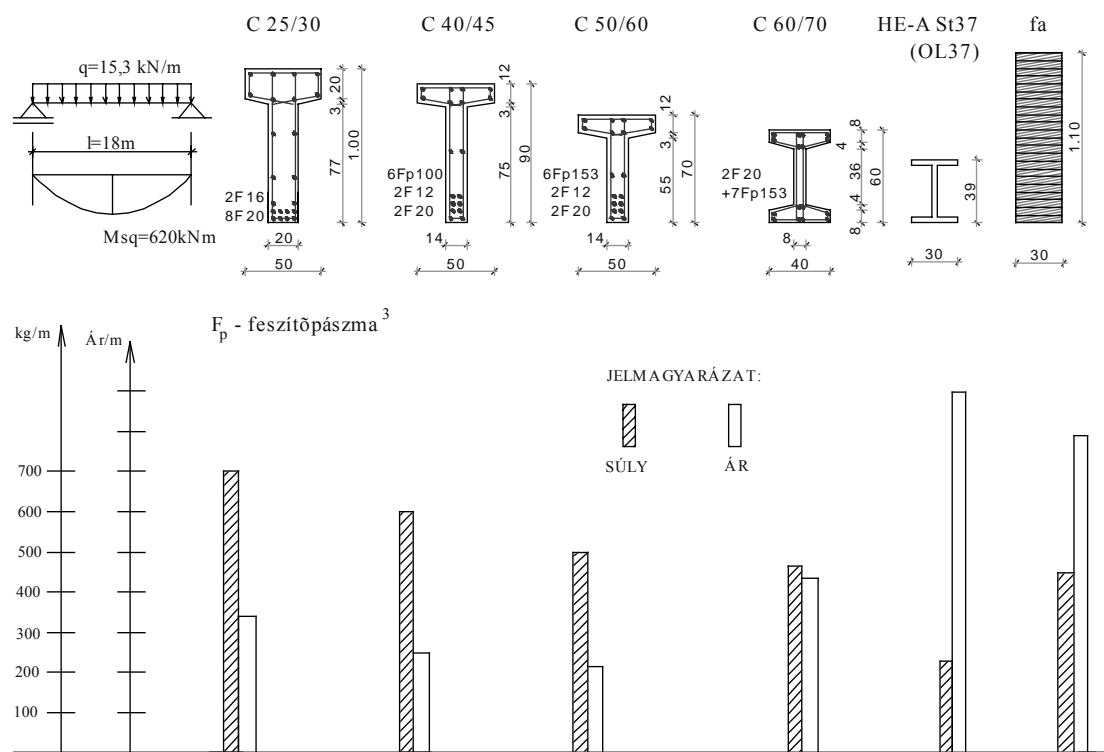 C 25/30
C 40/45
C 50/60
C 60/70
HE-A St37
(OL37)
fa
q=15,3 kN/m
l=18m
Msq=620kNm
2F16
8F20
20
50
20
3
77
1.00
6Fp100
2F12
2F20
14
50
12
3
75
90
6Fp153
2F12
2F20
14
50
12
3
55
70
2F20
+7Fp153
8
40
8
4
36
4
8
60
39
30
1.10
30
Fp - feszítõpászma 3
kg/m
Ár/m
JELMAGYARÁZAT:
SÚLY
ÁR
700
600
500
400
300
200
100